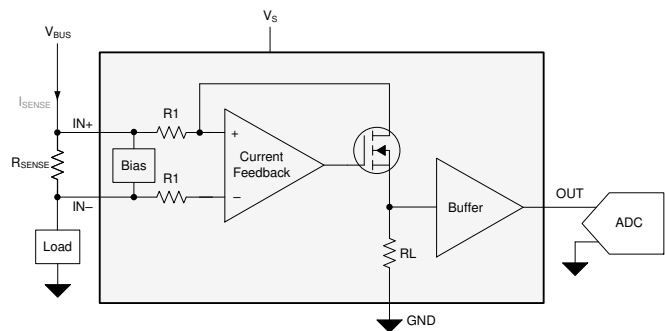 VBUS
VS
ISENSE
IN+
R1
RSENSE
Bias
+
Current
Feedback
−
IN−
R1
Load
Buffer
OUT
ADC
RL
GND